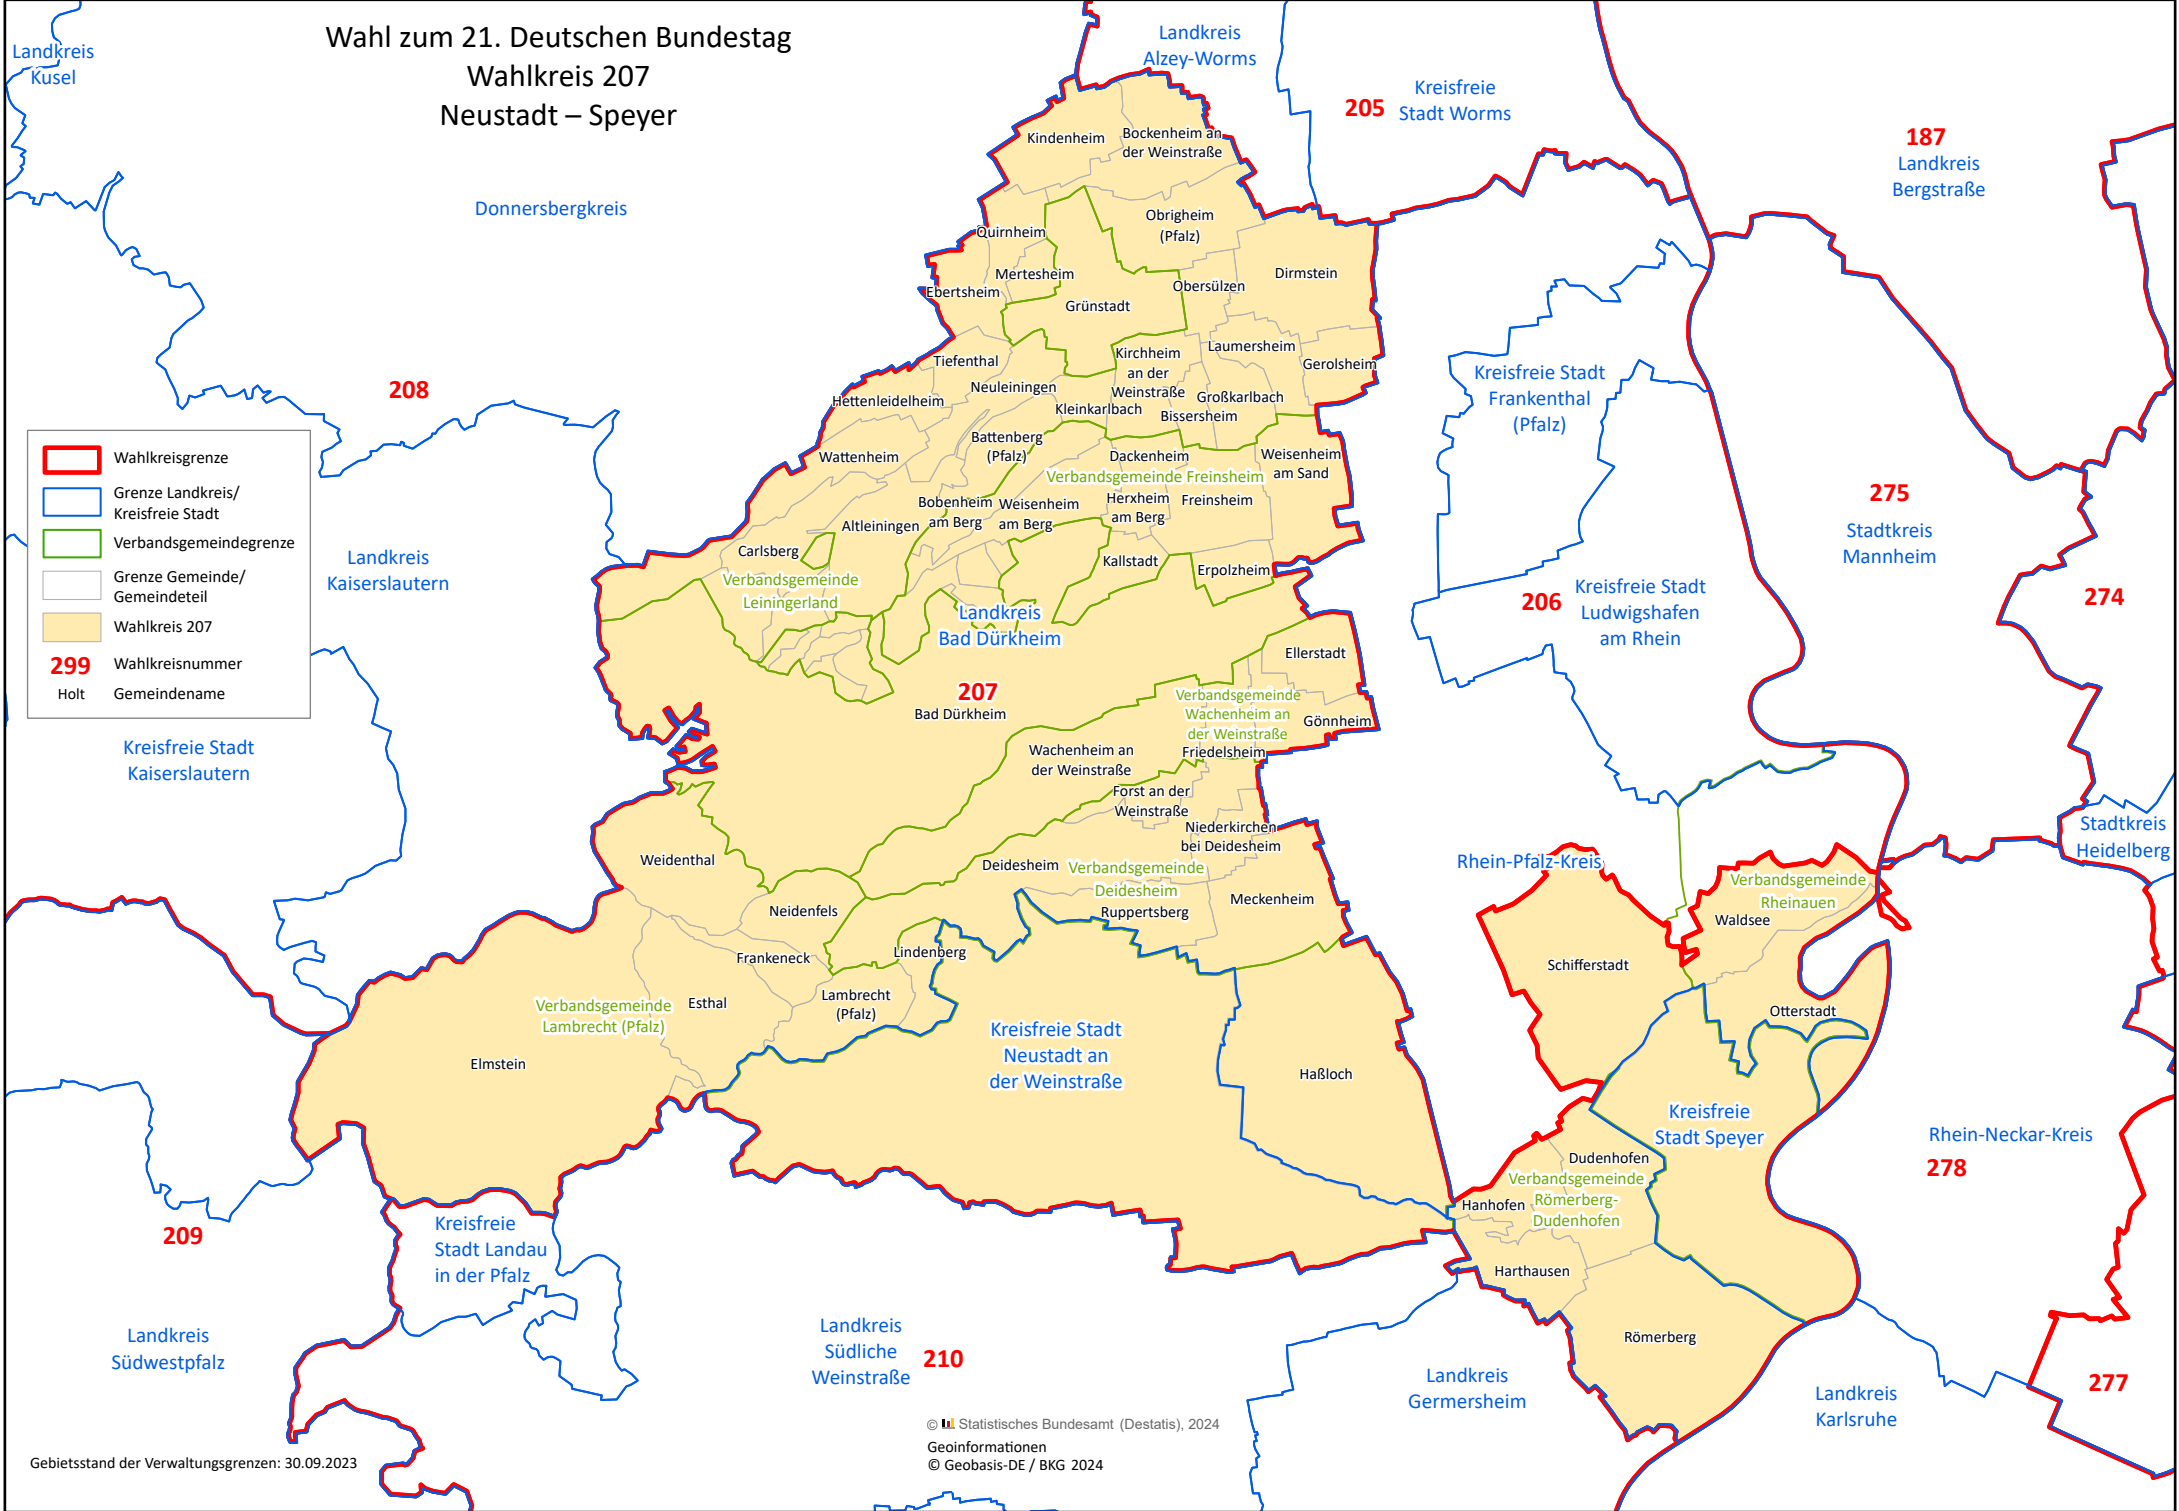 Wahl zum 21. Deutschen Bundestag
Wahlkreis 207
Neustadt – Speyer
Landkreis
Kusel
Landkreis
Alzey-Worms
205
Kreisfreie
Stadt Worms
187
Landkreis
Bergstraße
Donnersbergkreis
208
Kindenheim
Bockenheim an
der Weinstraße
Quirnheim
Obrigheim
(Pfalz)
Mertesheim
Ebertsheim
Grünstadt
Obersülzen
Dirmstein
Tiefenthal
Neuleiningen
Hettenleidelheim
Kirchheim
an der
Weinstraße
Laumersheim
Gerolsheim
Großkarlbach
Kleinkarlbach
Bissersheim
Battenberg
(Pfalz)
Wattenheim
Dackenheim
Weisenheim
am Sand
Verbandsgemeinde Freinsheim
Bobenheim
am Berg
Weisenheim
am Berg
Herxheim
am Berg
Freinsheim
Altleiningen
Carlsberg
Kallstadt
Erpolzheim
Verbandsgemeinde
Leiningerland
Landkreis
Bad Dürkheim
207
Bad Dürkheim
Ellerstadt
Verbandsgemeinde
Wachenheim an
der Weinstraße
Gönnheim
Friedelsheim
Wachenheim an
der Weinstraße
Forst an der
Weinstraße
Niederkirchen
bei Deidesheim
Deidesheim
Verbandsgemeinde
Deidesheim
Ruppertsberg
Meckenheim
Weidenthal
Neidenfels
Frankeneck
Lindenberg
Esthal
Lambrecht
(Pfalz)
Verbandsgemeinde
Lambrecht (Pfalz)
Elmstein
Kreisfreie Stadt
Neustadt an
der Weinstraße
Haßloch
Kreisfreie Stadt
Frankenthal
(Pfalz)
206
Kreisfreie Stadt
Ludwigshafen
am Rhein
275
Stadtkreis
Mannheim
274
Stadtkreis
Heidelberg
Rhein-Pfalz-Kreis
Verbandsgemeinde
Rheinauen
Waldsee
Schifferstadt
Otterstadt
Kreisfreie
Stadt Speyer
Rhein-Neckar-Kreis
278
Dudenhofen
Verbandsgemeinde
Römerberg-
Dudenhofen
Hanhofen
Harthausen
Römerberg
Landkreis
Germersheim
Landkreis
Karlsruhe
277
Wahlkreisgrenze
Grenze Landkreis/
Kreisfreie Stadt
Verbandsgemeindegrenze
Grenze Gemeinde/
Gemeindeteil
Wahlkreis 207
299 Wahlkreisnummer
Holt Gemeindename
Landkreis
Kaiserslautern
Kreisfreie Stadt
Kaiserslautern
209
Landkreis
Südwestpfalz
Kreisfreie
Stadt Landau
in der Pfalz
Landkreis
Südliche
Weinstraße
210
© Statistisches Bundesamt (Destatis), 2024
Geoinformationen
© Geobasis-DE / BKG 2024
Gebietsstand der Verwaltungsgrenzen: 30.09.2023